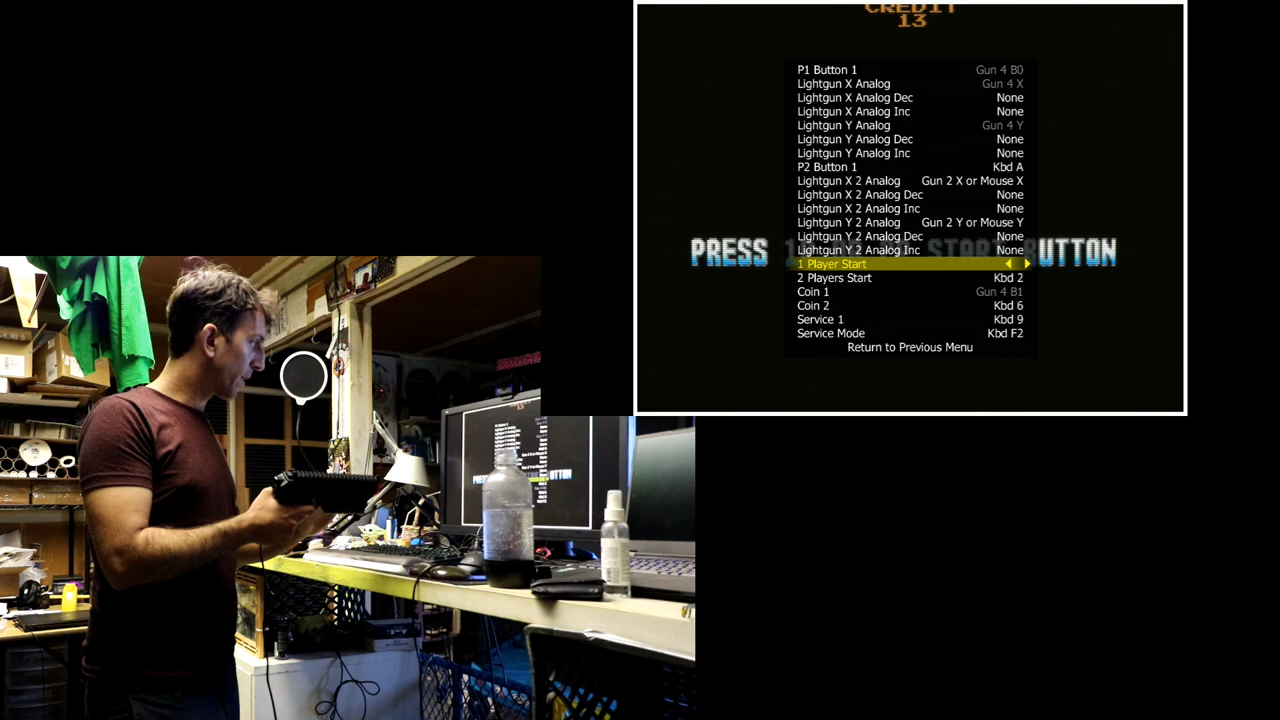 CREDIT
13
P1 Button 1 Gun 4 B0
Lightgun X Analog Gun 4 X
Lightgun X Analog Dec None
Lightgun X Analog Inc None
Lightgun Y Analog Gun 4 Y
Lightgun Y Analog Dec None
Lightgun Y Analog Inc None
P2 Button 1 Kbd A
Lightgun X 2 Analog Gun 2 X or Mouse X
Lightgun X 2 Analog Dec None
Lightgun X 2 Analog Inc None
Lightgun Y 2 Analog Gun 2 Y or Mouse Y
Lightgun Y 2 Analog Dec None
Lightgun Y 2 Analog Inc None
PRESS 1 START BUTTON
1 Player Start
2 Players Start Kbd 2
Coin 1 Gun 4 B1
Coin 2 Kbd 6
Service 1 Kbd 9
Service Mode Kbd F2
Return to Previous Menu